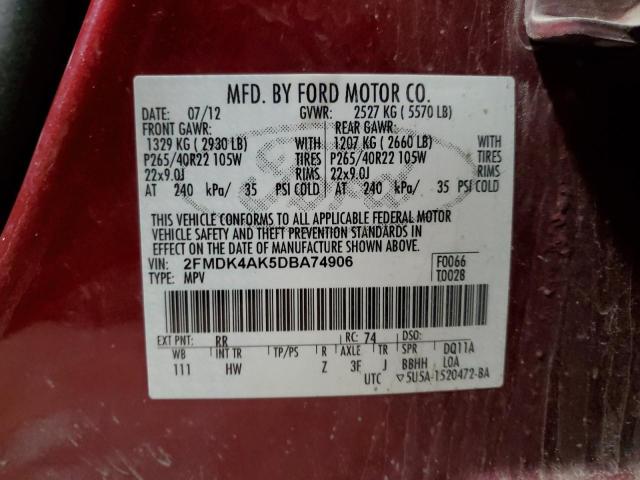 MFD. BY FORD MOTOR CO.
DATE: 07/12 GVWR: 2527 KG ( 5570 LB)
FRONT GAWR: REAR GAWR:
1329 KG ( 2930 LB) WITH 1207 KG ( 2660 LB) WITH
P265/40R22 105W TIRES P265/40R22 105W TIRES
22x9.0J RIMS 22x9.0J RIMS
AT 240 kPa/ 35 PSI COLD AT 240 kPa/ 35 PSI COLD
THIS VEHICLE CONFORMS TO ALL APPLICABLE FEDERAL MOTOR
VEHICLE SAFETY AND THEFT PREVENTION STANDARDS IN
EFFECT ON THE DATE OF MANUFACTURE SHOWN ABOVE.
VIN: 2FMDK4AK5DBA74906 F0066
TYPE: MPV T0028
EXT PNT: RR RC: 74 DSO:
WB INT TR TP/PS R AXLE TR SPR DQ11A
111 HW Z 3F J BBHH LOA
UTC ▽5U5A-1520472-BA